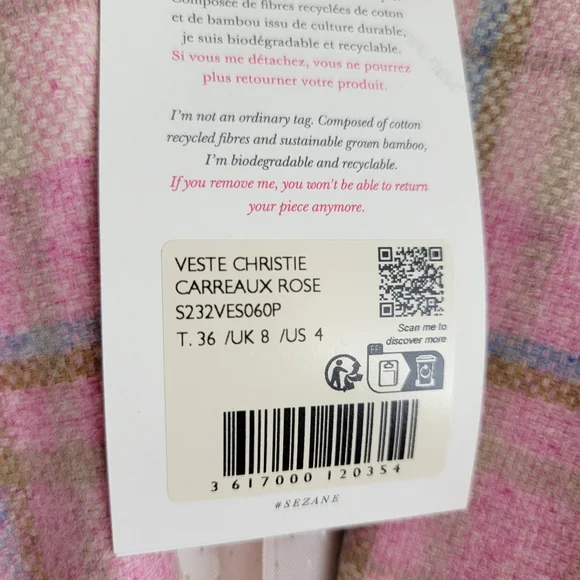 Composée de fibres recyclées de coton
et de bambou issu de culture durable,
je suis biodégradable et recyclable.
Si vous me détachez, vous ne pourrez
plus retourner votre produit.
I'm not an ordinary tag. Composed of cotton
recycled fibres and sustainable grown bamboo,
I'm biodegradable and recyclable.
If you remove me, you won't be able to return
your piece anymore.
VESTE CHRISTIE
CARREAUX ROSE
S232VES060P
T. 36 /UK 8 /US 4
Scan me to
discover more
FR
3 617000 120354
#SEZANE